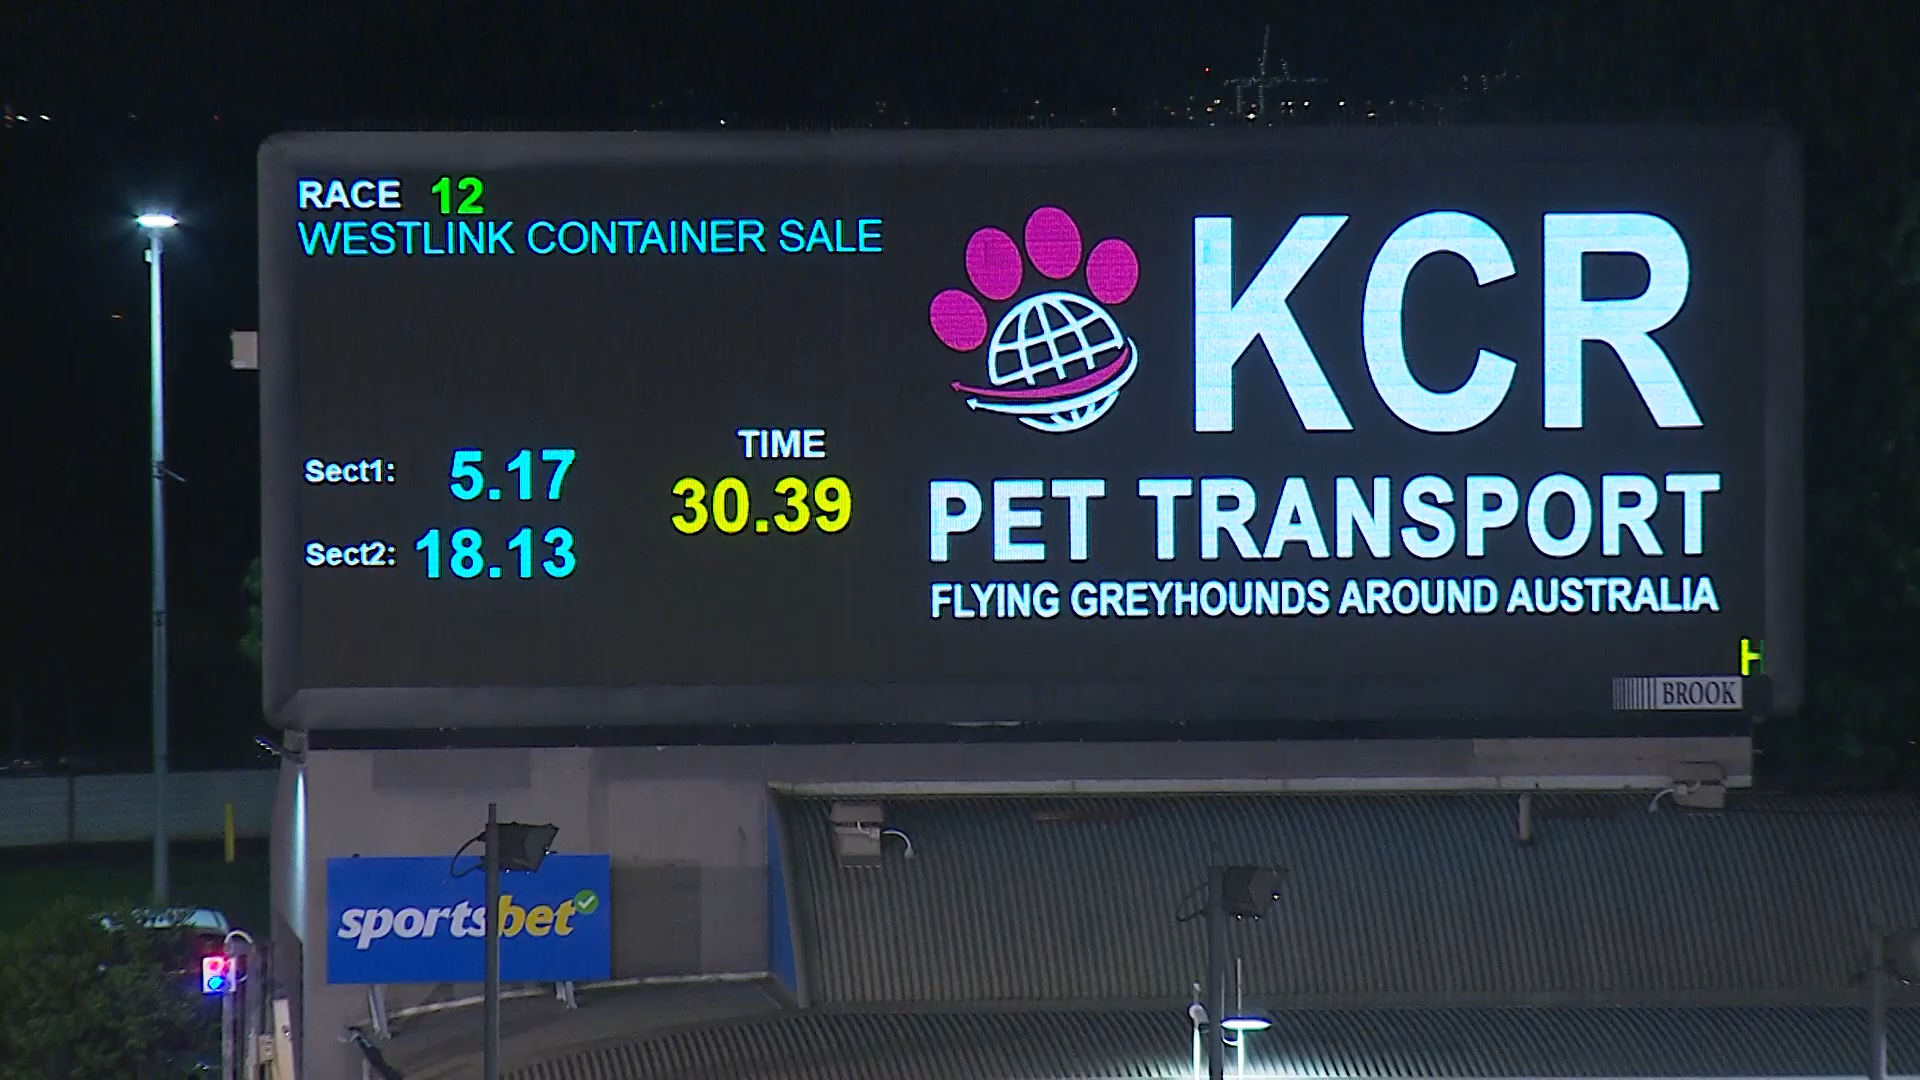 RACE 12
WESTLINK CONTAINER SALE
Sect1: 5.17
Sect2: 18.13
TIME
30.39
KCR
PET TRANSPORT
FLYING GREYHOUNDS AROUND AUSTRALIA
H
BROOK
sportsbet